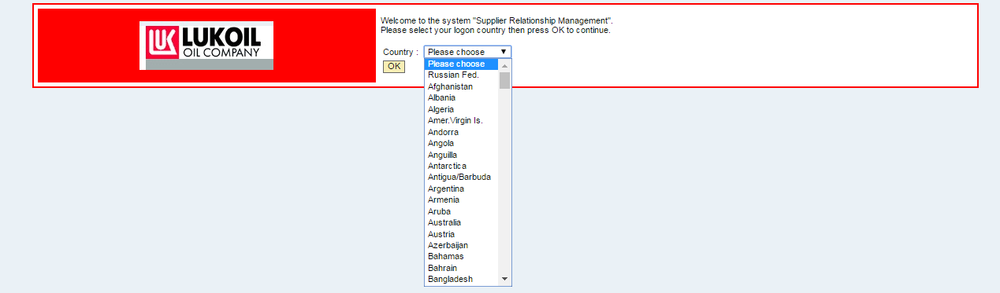 LUK
LUKOIL
OIL COMPANY
Welcome to the system "Supplier Relationship Management".
Please select your logon country then press OK to continue.
Country : Please choose
OK
Please choose
Russian Fed.
Afghanistan
Albania
Algeria
Amer.Virgin Is.
Andorra
Angola
Anguilla
Antarctica
Antigua/Barbuda
Argentina
Armenia
Aruba
Australia
Austria
Azerbaijan
Bahamas
Bahrain
Bangladesh